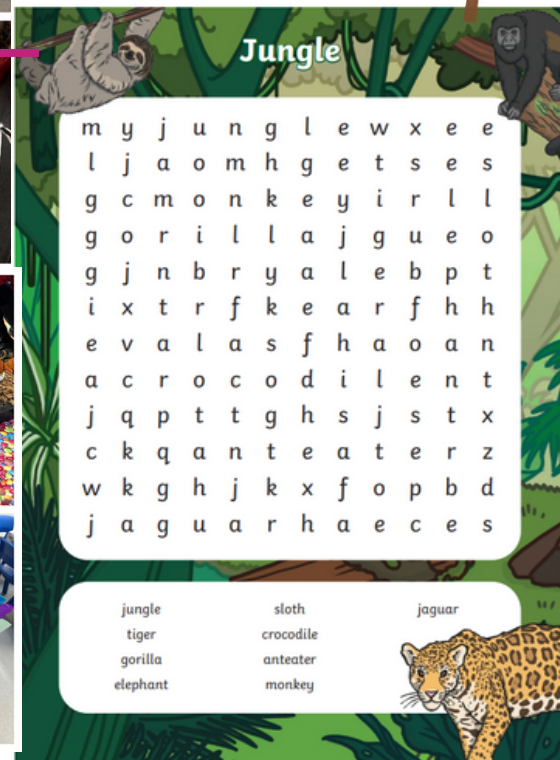 Jungle
m y j u n g l e w x e e
l j a o m h g e t s e s
g c m o n k e y i r l l
g o r i l l a j g u e o
g j n b r y a l e b p t
i x t r f k e a r f h h
e v a l a s f h a o a n
a c r o c o d i l e n t
j q p t t g h s j s t x
c k q a n t e a t e r z
w k g h j k x f o p b d
j a g u a r h a e c e s
jungle sloth jaguar
tiger crocodile
gorilla anteater
elephant monkey